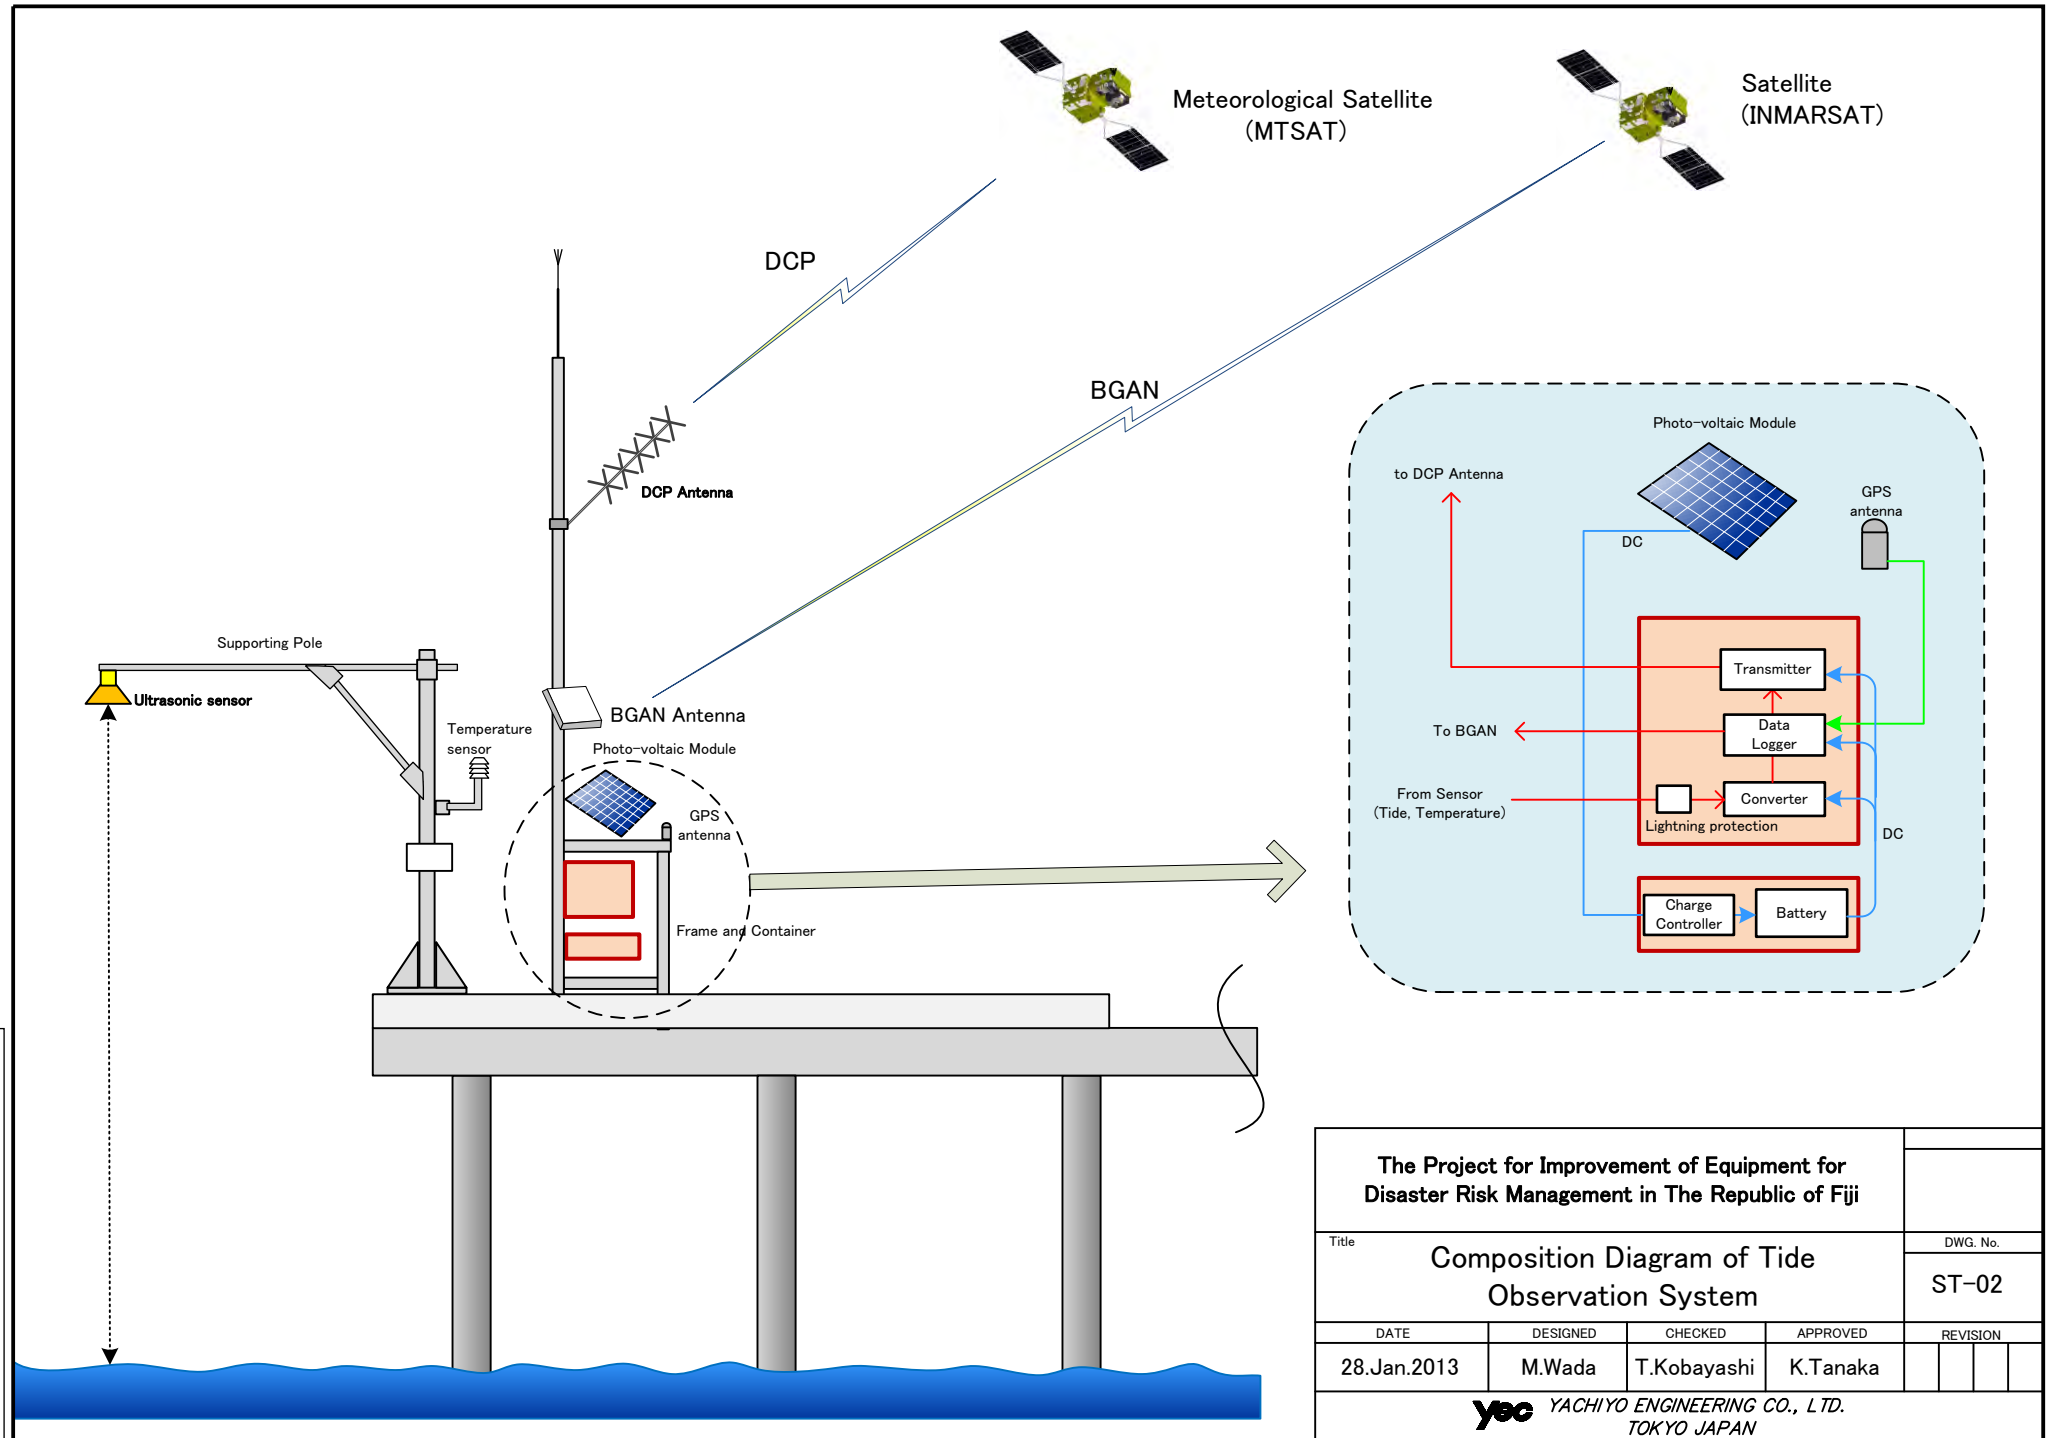 Meteorological Satellite
(MTSAT)
Satellite
(INMARSAT)
DCP
BGAN
DCP Antenna
Supporting Pole
Ultrasonic sensor
Temperature
sensor
BGAN Antenna
Photo-voltaic Module
GPS
antenna
Frame and Container
Photo-voltaic Module
to DCP Antenna
GPS
antenna
DC
Transmitter
To BGAN
Data
Logger
From Sensor
(Tide, Temperature)
Converter
Lightning protection
DC
Charge
Controller
Battery
The Project for Improvement of Equipment for
Disaster Risk Management in The Republic of Fiji
Title
Composition Diagram of Tide
Observation System
DWG. No.
ST-02
DATE
DESIGNED
CHECKED
APPROVED
REVISION
28.Jan.2013
M.Wada
T.Kobayashi
K.Tanaka
yec YACHIYO ENGINEERING CO., LTD.
TOKYO JAPAN